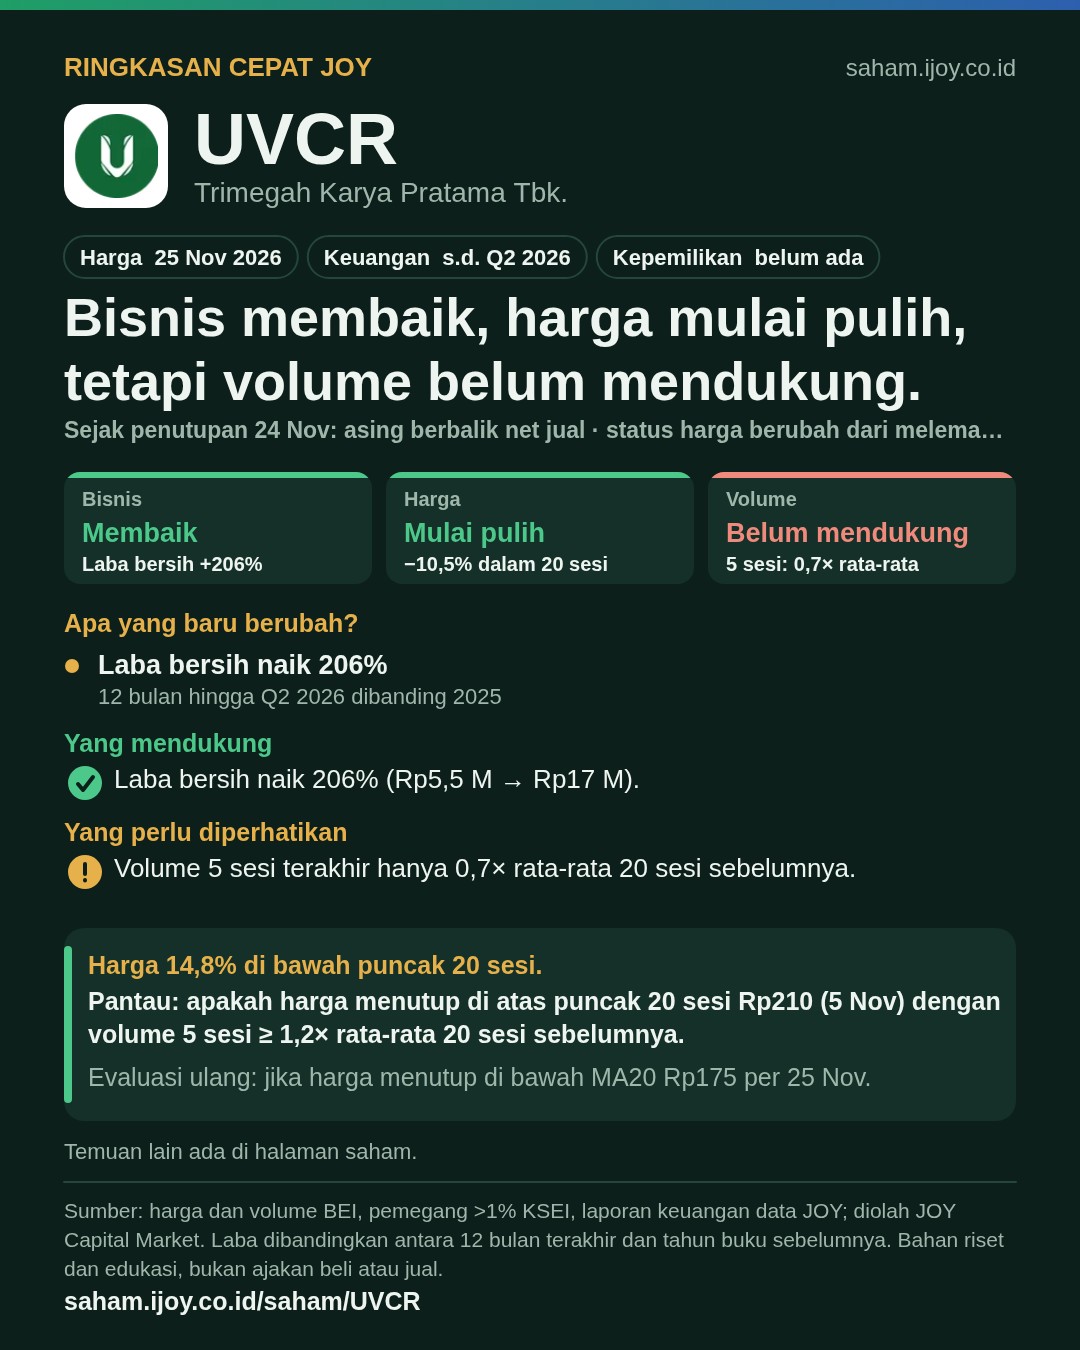 RINGKASAN CEPAT JOY
saham.ijoy.co.id
UVCR
Trimegah Karya Pratama Tbk.
Harga 25 Nov 2026
Keuangan s.d. Q2 2026
Kepemilikan belum ada
Bisnis membaik, harga mulai pulih,
tetapi volume belum mendukung.
Sejak penutupan 24 Nov: asing berbalik net jual · status harga berubah dari melema…
Bisnis
Membaik
Laba bersih +206%
Harga
Mulai pulih
−10,5% dalam 20 sesi
Volume
Belum mendukung
5 sesi: 0,7× rata-rata
Apa yang baru berubah?
Laba bersih naik 206%
12 bulan hingga Q2 2026 dibanding 2025
Yang mendukung
Laba bersih naik 206% (Rp5,5 M → Rp17 M).
Yang perlu diperhatikan
Volume 5 sesi terakhir hanya 0,7× rata-rata 20 sesi sebelumnya.
Harga 14,8% di bawah puncak 20 sesi.
Pantau: apakah harga menutup di atas puncak 20 sesi Rp210 (5 Nov) dengan
volume 5 sesi ≥ 1,2× rata-rata 20 sesi sebelumnya.
Evaluasi ulang: jika harga menutup di bawah MA20 Rp175 per 25 Nov.
Temuan lain ada di halaman saham.
Sumber: harga dan volume BEI, pemegang >1% KSEI, laporan keuangan data JOY; diolah JOY
Capital Market. Laba dibandingkan antara 12 bulan terakhir dan tahun buku sebelumnya. Bahan riset
dan edukasi, bukan ajakan beli atau jual.
saham.ijoy.co.id/saham/UVCR